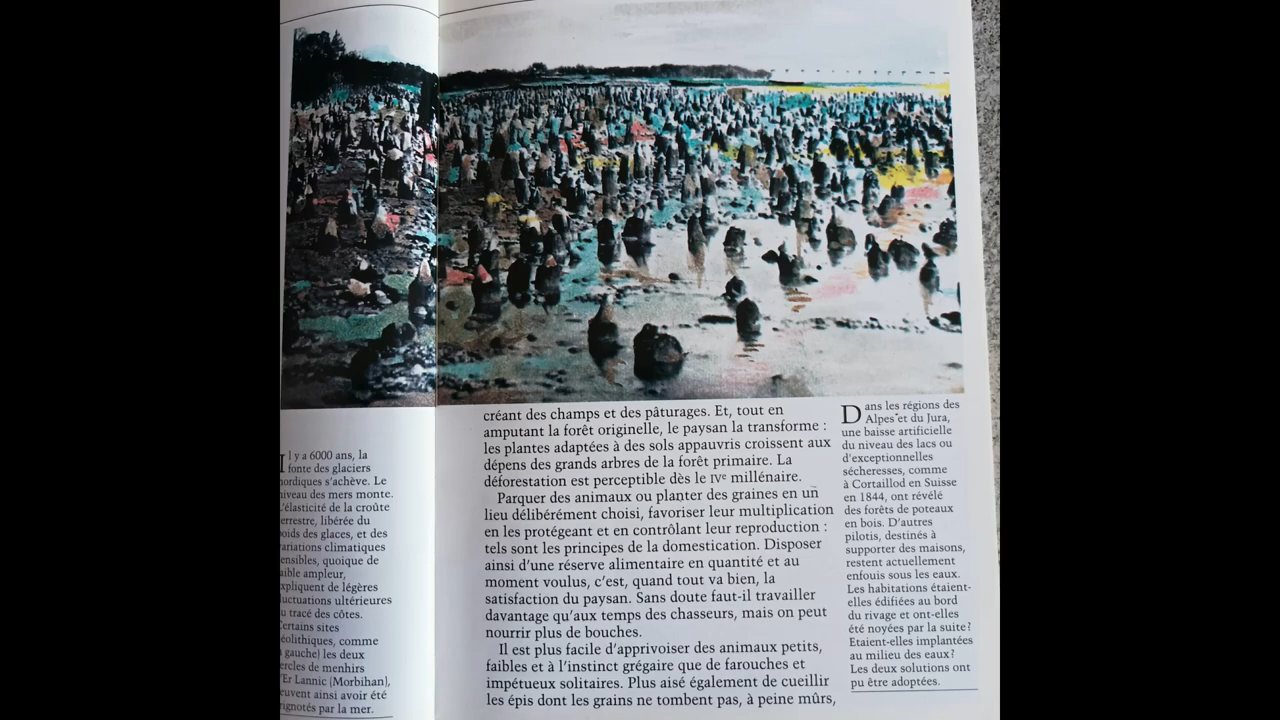 Il y a 6000 ans, la
fonte des glaciers
nordiques s'achève. Le
niveau des mers monte.
L'élasticité de la croûte
terrestre, libérée du
poids des glaces, et des
variations climatiques
sensibles, quoique de
faible ampleur,
expliquent de légères
fluctuations ultérieures
du tracé des côtes.
Certains sites
néolithiques, comme
(à gauche) les deux
cercles de menhirs
d'Er Lannic (Morbihan),
peuvent ainsi avoir été
grignotés par la mer.
créant des champs et des pâturages. Et, tout en
amputant la forêt originelle, le paysan la transforme :
les plantes adaptées à des sols appauvris croissent aux
dépens des grands arbres de la forêt primaire. La
déforestation est perceptible dès le IVe millénaire.
Parquer des animaux ou planter des graines en un
lieu délibérément choisi, favoriser leur multiplication
en les protégeant et en contrôlant leur reproduction :
tels sont les principes de la domestication. Disposer
ainsi d'une réserve alimentaire en quantité et au
moment voulus, c'est, quand tout va bien, la
satisfaction du paysan. Sans doute faut-il travailler
davantage qu'aux temps des chasseurs, mais on peut
nourrir plus de bouches.
Il est plus facile d'apprivoiser des animaux petits,
faibles et à l'instinct grégaire que de farouches et
impétueux solitaires. Plus aisé également de cueillir
les épis dont les grains ne tombent pas, à peine mûrs,
Dans les régions des
Alpes et du Jura,
une baisse artificielle
du niveau des lacs ou
d'exceptionnelles
sécheresses, comme
à Cortaillod en Suisse
en 1844, ont révélé
des forêts de poteaux
en bois. D'autres
pilotis, destinés à
supporter des maisons,
restent actuellement
enfouis sous les eaux.
Les habitations étaient-
elles édifiées au bord
du rivage et ont-elles
été noyées par la suite?
Etaient-elles implantées
au milieu des eaux?
Les deux solutions ont
pu être adoptées.